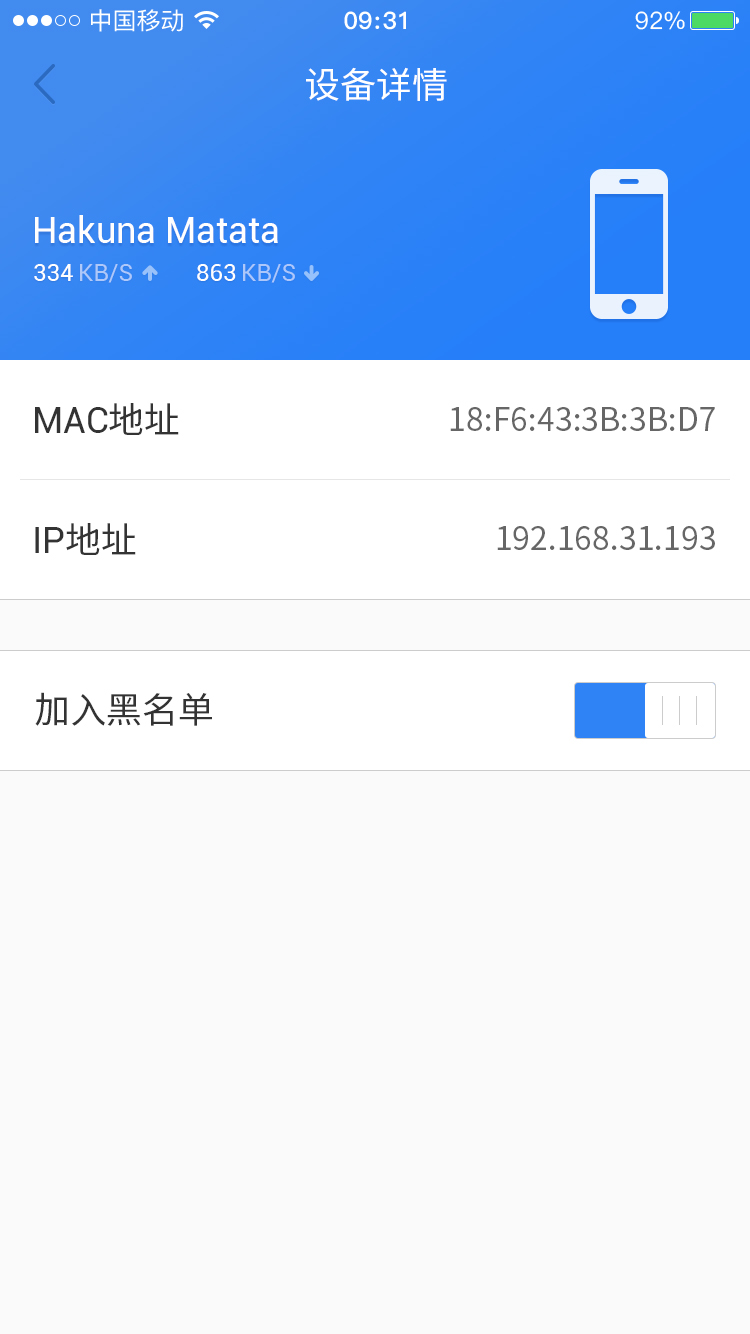 中国移动 09:31 92%
设备详情
Hakuna Matata
334 KB/S 863 KB/S
MAC地址 18:F6:43:3B:3B:D7
IP地址 192.168.31.193
加入黑名单